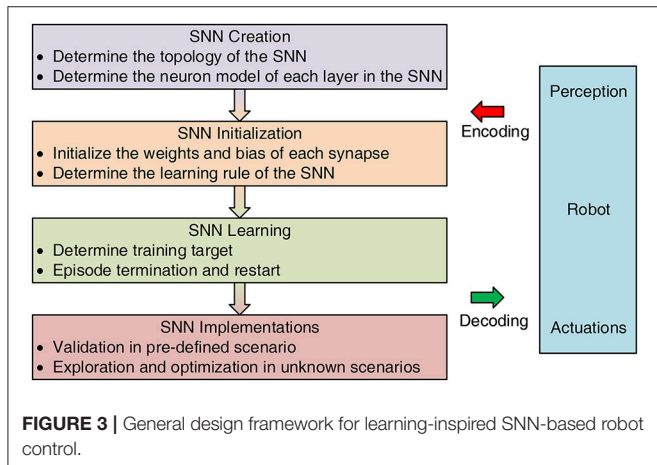 SNN Creation
• Determine the topology of the SNN
• Determine the neuron model of each layer in the SNN
SNN Initialization
• Initialize the weights and bias of each synapse
• Determine the learning rule of the SNN
SNN Learning
• Determine training target
• Episode termination and restart
SNN Implementations
• Validation in pre-defined scenario
• Exploration and optimization in unknown scenarios
Encoding
Decoding
Perception
Robot
Actuations
FIGURE 3 | General design framework for learning-inspired SNN-based robot
control.